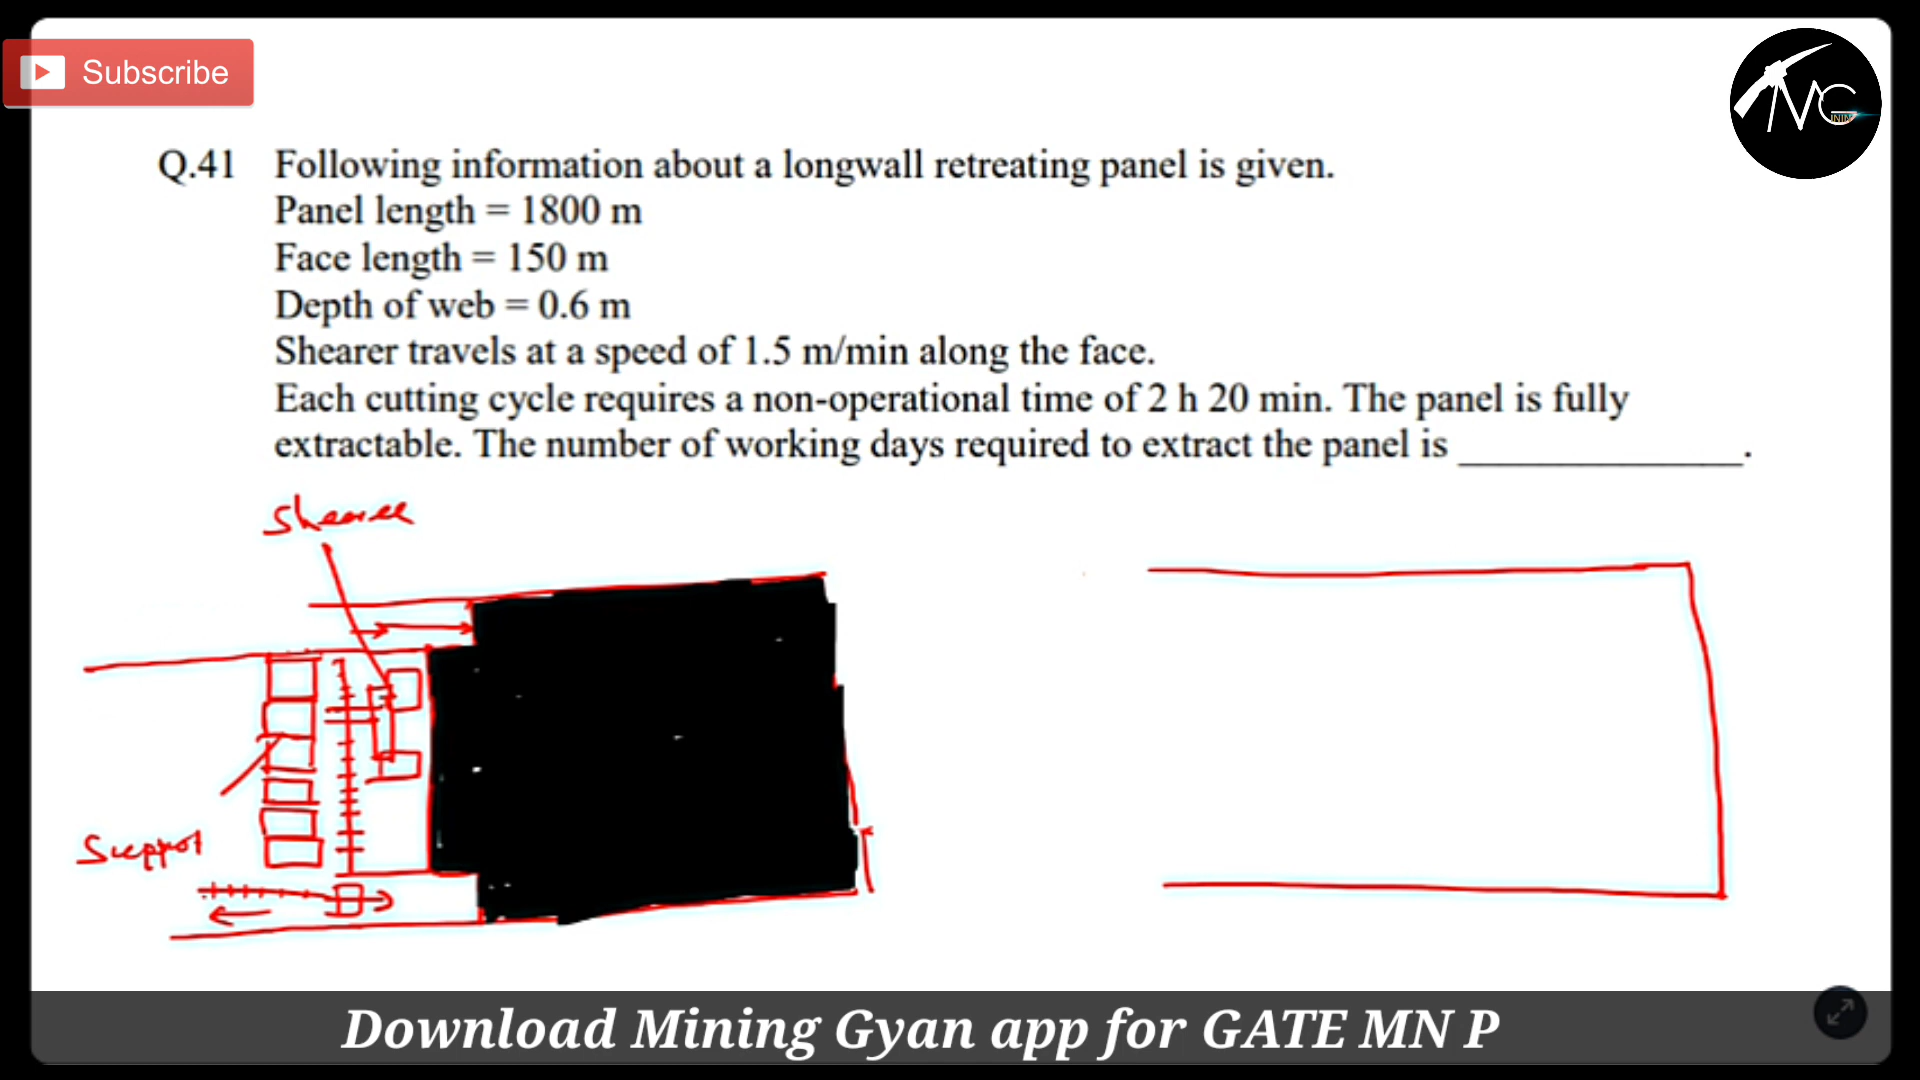 Subscribe
MG
INING
Q.41 Following information about a longwall retreating panel is given.
Panel length = 1800 m
Face length = 150 m
Depth of web = 0.6 m
Shearer travels at a speed of 1.5 m/min along the face.
Each cutting cycle requires a non-operational time of 2 h 20 min. The panel is fully
extractable. The number of working days required to extract the panel is ______________.
Shearer
Support
Download Mining Gyan app for GATE MN P